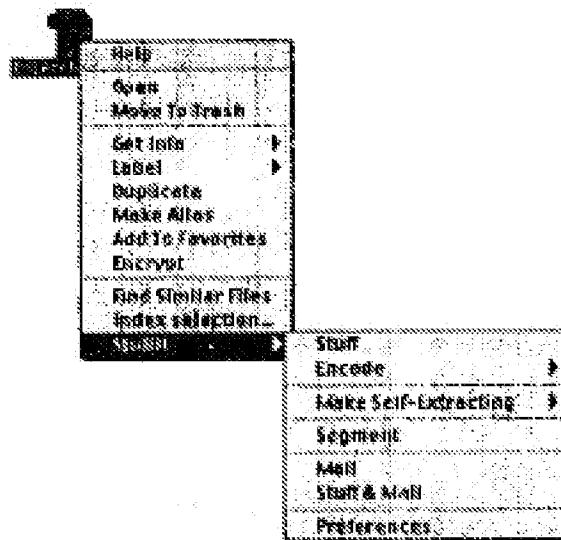 Help
Open
Move To Trash
Get Info
Label
Duplicate
Make Alias
Add To Favorites
Encrypt
Find Similar Files
Index selection...
StuffIt
Stuff
Encode
Make Self-Extracting
Segment
Mail
Stuff & Mail
Preferences